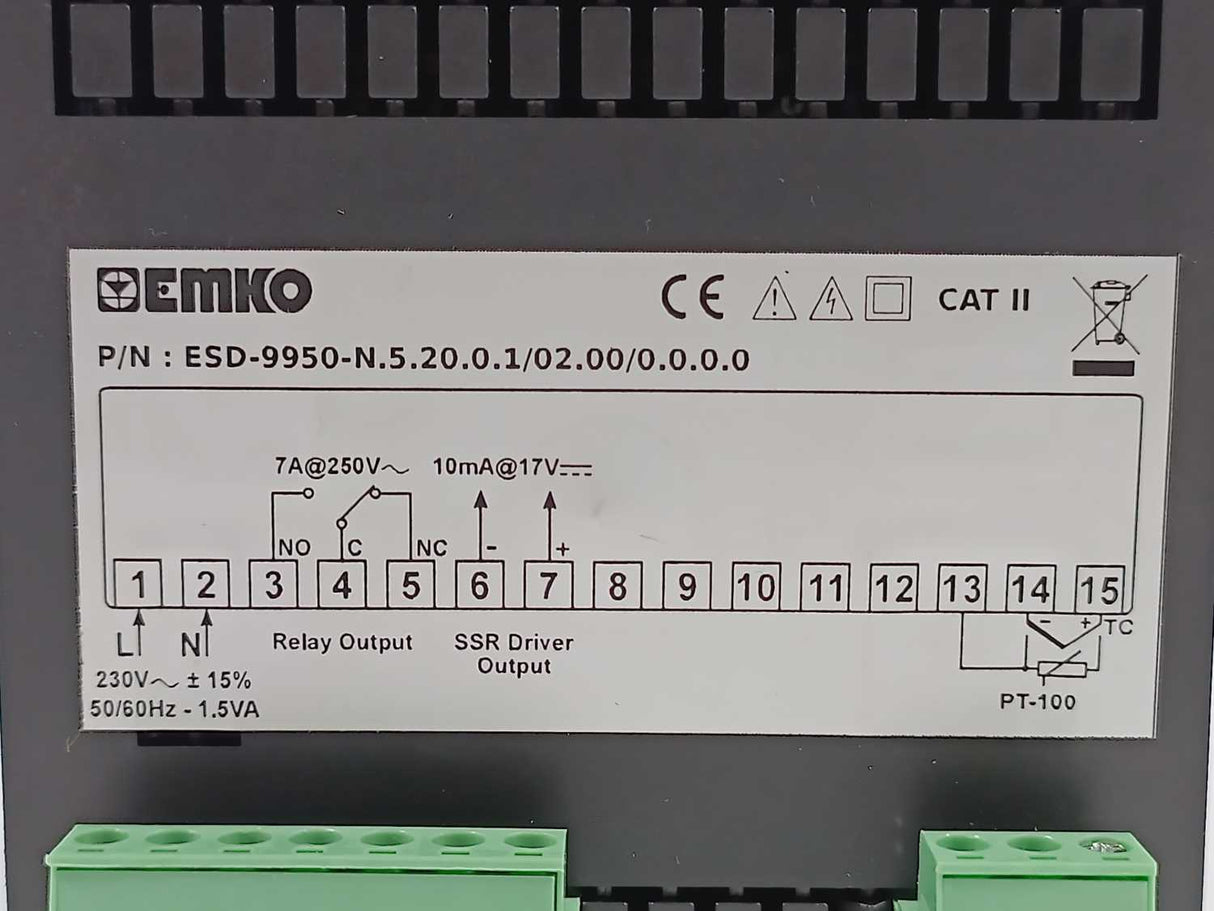 EMKO
CE CAT II
P/N : ESD-9950-N.5.20.0.1/02.00/0.0.0.0
7A@250V～ 10mA@17V⎓
NO C NC - +
1 2 3 4 5 6 7 8 9 10 11 12 13 14 15
L N Relay Output SSR Driver - + TC
Output
230V～ ± 15%
50/60Hz - 1.5VA
PT-100